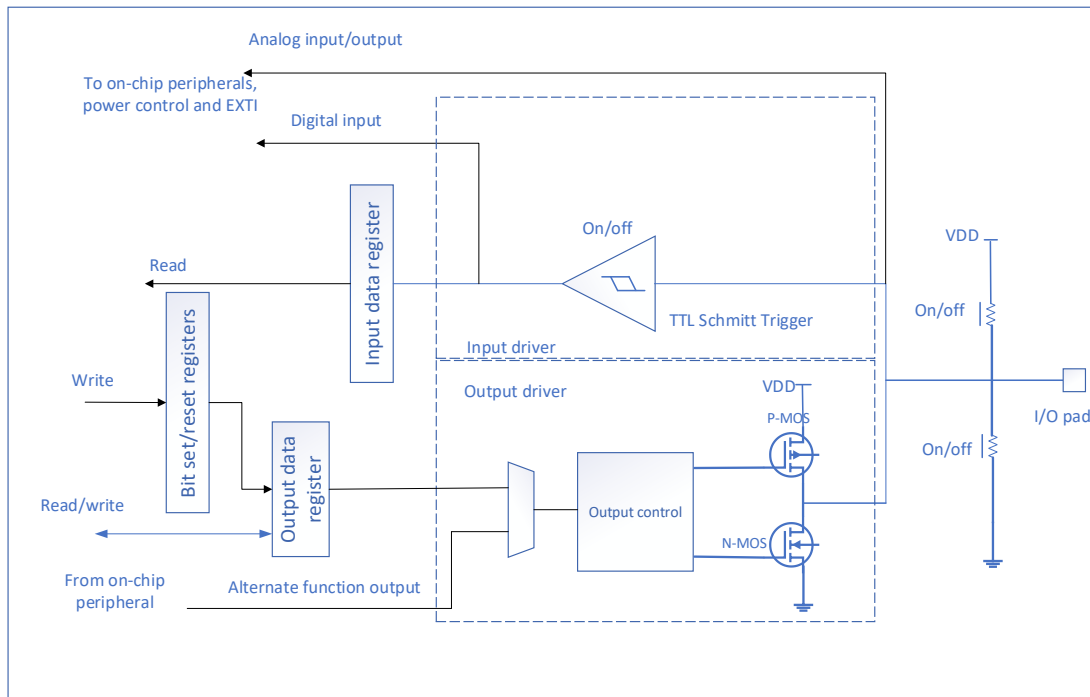 Analog input/output
To on-chip peripherals,
power control and EXTI
Digital input
On/off
VDD
Input data register
Read
On/off
TTL Schmitt Trigger
Bit set/reset registers
Input driver
Write
Output driver
VDD
P-MOS
I/O pad
On/off
Output data
register
Read/write
Output control
N-MOS
From on-chip
peripheral
Alternate function output